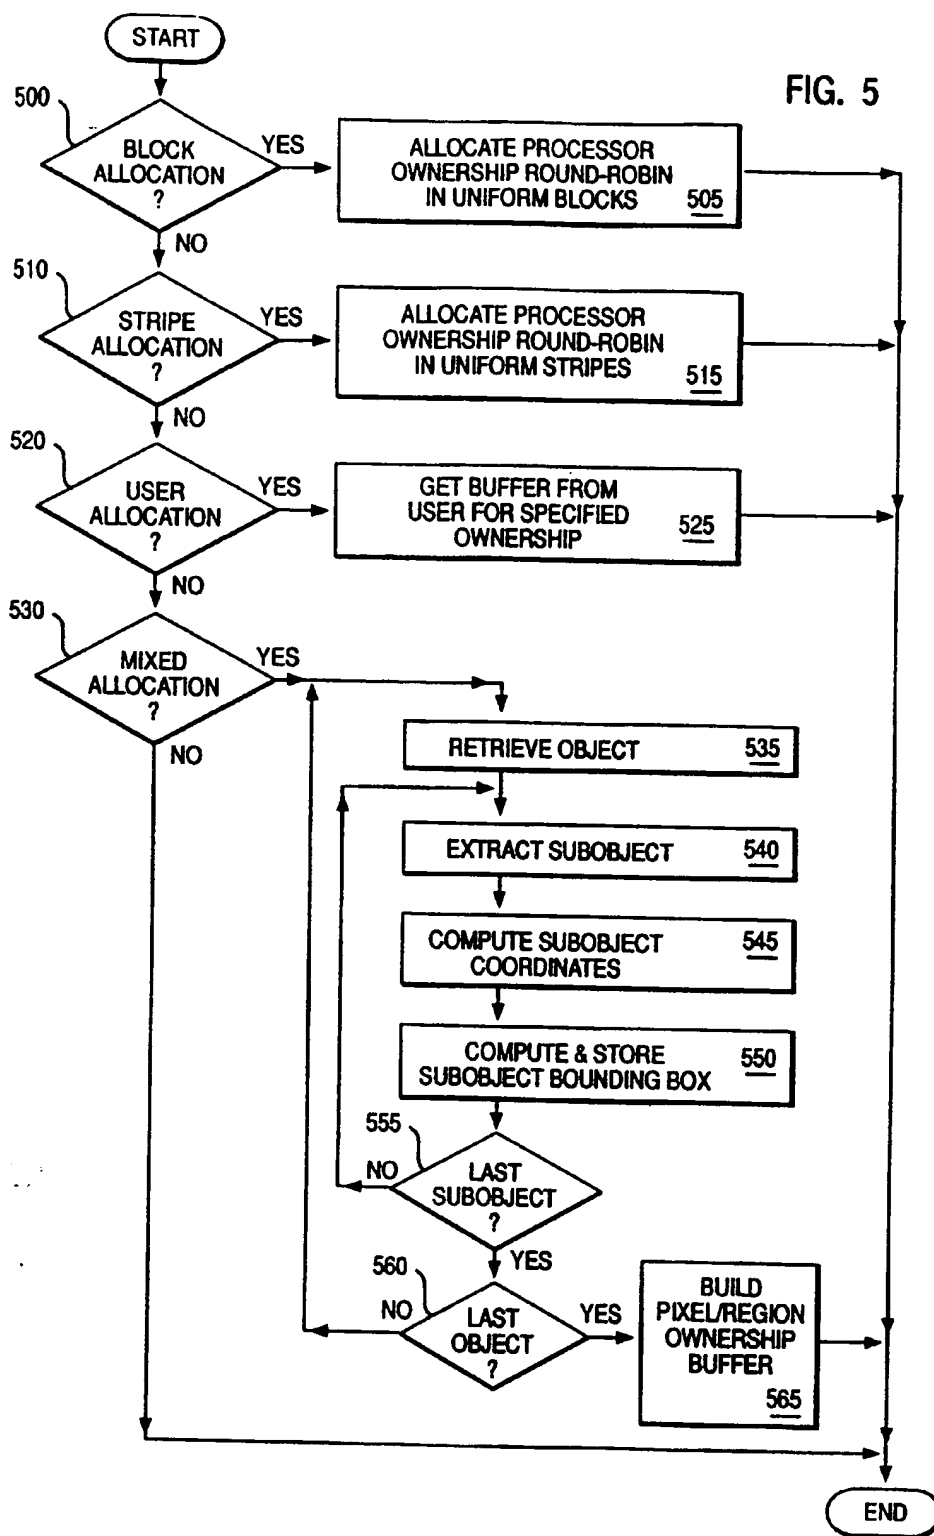 START
FIG. 5
500
BLOCK
ALLOCATION
?
YES
ALLOCATE PROCESSOR
OWNERSHIP ROUND-ROBIN
IN UNIFORM BLOCKS 505
NO
510
STRIPE
ALLOCATION
?
YES
ALLOCATE PROCESSOR
OWNERSHIP ROUND-ROBIN
IN UNIFORM STRIPES 515
NO
520
USER
ALLOCATION
?
YES
GET BUFFER FROM
USER FOR SPECIFIED
OWNERSHIP 525
NO
530
MIXED
ALLOCATION
?
YES
NO
RETRIEVE OBJECT 535
EXTRACT SUBOBJECT 540
COMPUTE SUBOBJECT
COORDINATES 545
COMPUTE & STORE
SUBOBJECT BOUNDING BOX 550
555
NO
LAST
SUBOBJECT
?
YES
560
NO
LAST
OBJECT
?
YES
BUILD
PIXEL/REGION
OWNERSHIP
BUFFER
565
END